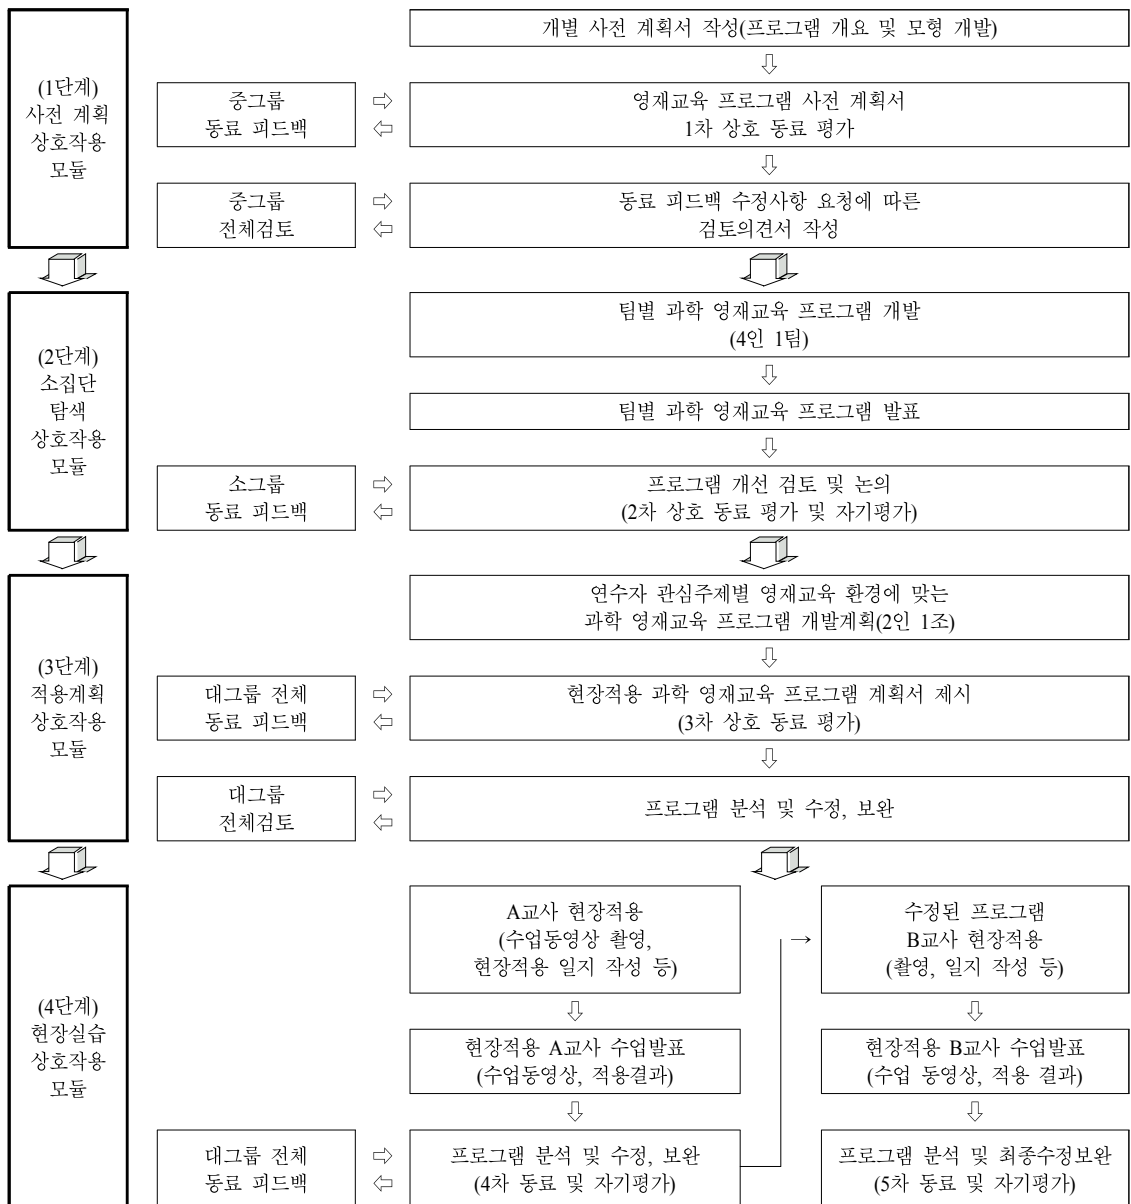 (1단계)
사전 계획
상호작용
모듈
개별 사전 계획서 작성(프로그램 개요 및 모형 개발)
⇩
중그룹
동료 피드백
⇨
⇦
영재교육 프로그램 사전 계획서
1차 상호 동료 평가
⇩
중그룹
전체검토
⇨
⇦
동료 피드백 수정사항 요청에 따른
검토의견서 작성
(2단계)
소집단
탐색
상호작용
모듈
팀별 과학 영재교육 프로그램 개발
(4인 1팀)
⇩
팀별 과학 영재교육 프로그램 발표
⇩
소그룹
동료 피드백
⇨
⇦
프로그램 개선 검토 및 논의
(2차 상호 동료 평가 및 자기평가)
(3단계)
적용계획
상호작용
모듈
연수자 관심주제별 영재교육 환경에 맞는
과학 영재교육 프로그램 개발계획(2인 1조)
⇩
대그룹 전체
동료 피드백
⇨
⇦
현장적용 과학 영재교육 프로그램 계획서 제시
(3차 상호 동료 평가)
⇩
대그룹
전체검토
⇨
⇦
프로그램 분석 및 수정, 보완
(4단계)
현장실습
상호작용
모듈
A교사 현장적용
(수업동영상 촬영,
현장적용 일지 작성 등)
⇩
현장적용 A교사 수업발표
(수업동영상, 적용결과)
⇩
대그룹 전체
동료 피드백
⇨
⇦
프로그램 분석 및 수정, 보완
(4차 동료 및 자기평가)
→
수정된 프로그램
B교사 현장적용
(촬영, 일지 작성 등)
⇩
현장적용 B교사 수업발표
(수업 동영상, 적용 결과)
⇩
프로그램 분석 및 최종수정보완
(5차 동료 및 자기평가)